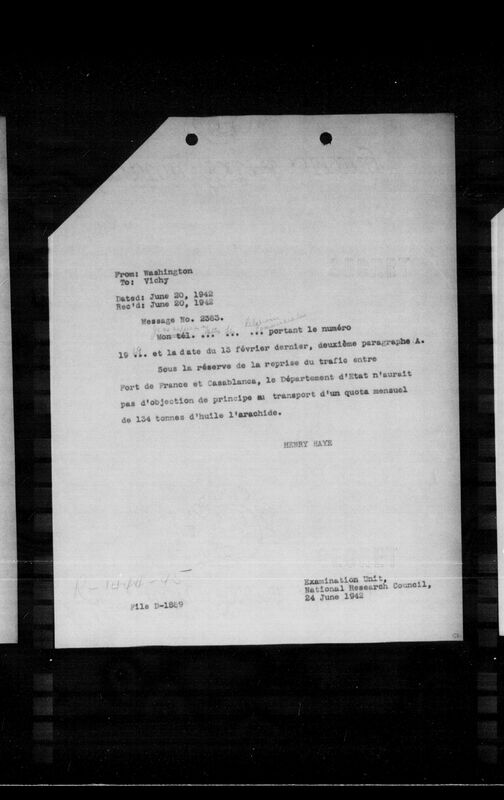 From: Washington
To: Vichy
Dated: June 20, 1942
Rec'd: June 20, 1942
Message No. 2363.
Mon tél. ... ... ... portant le numéro
19 .. et la date du 13 février dernier, deuxième paragraphe A.
Sous la réserve de la reprise du trafic entre
Fort de France et Casablanca, le Département d'Etat n'aurait
pas d'objection de principe au transport d'un quota mensuel
de 134 tonnes d'huile l'arachide.
HENRY HAYE
R-1444-45
Examination Unit,
National Research Council,
24 June 1942
File D-1889